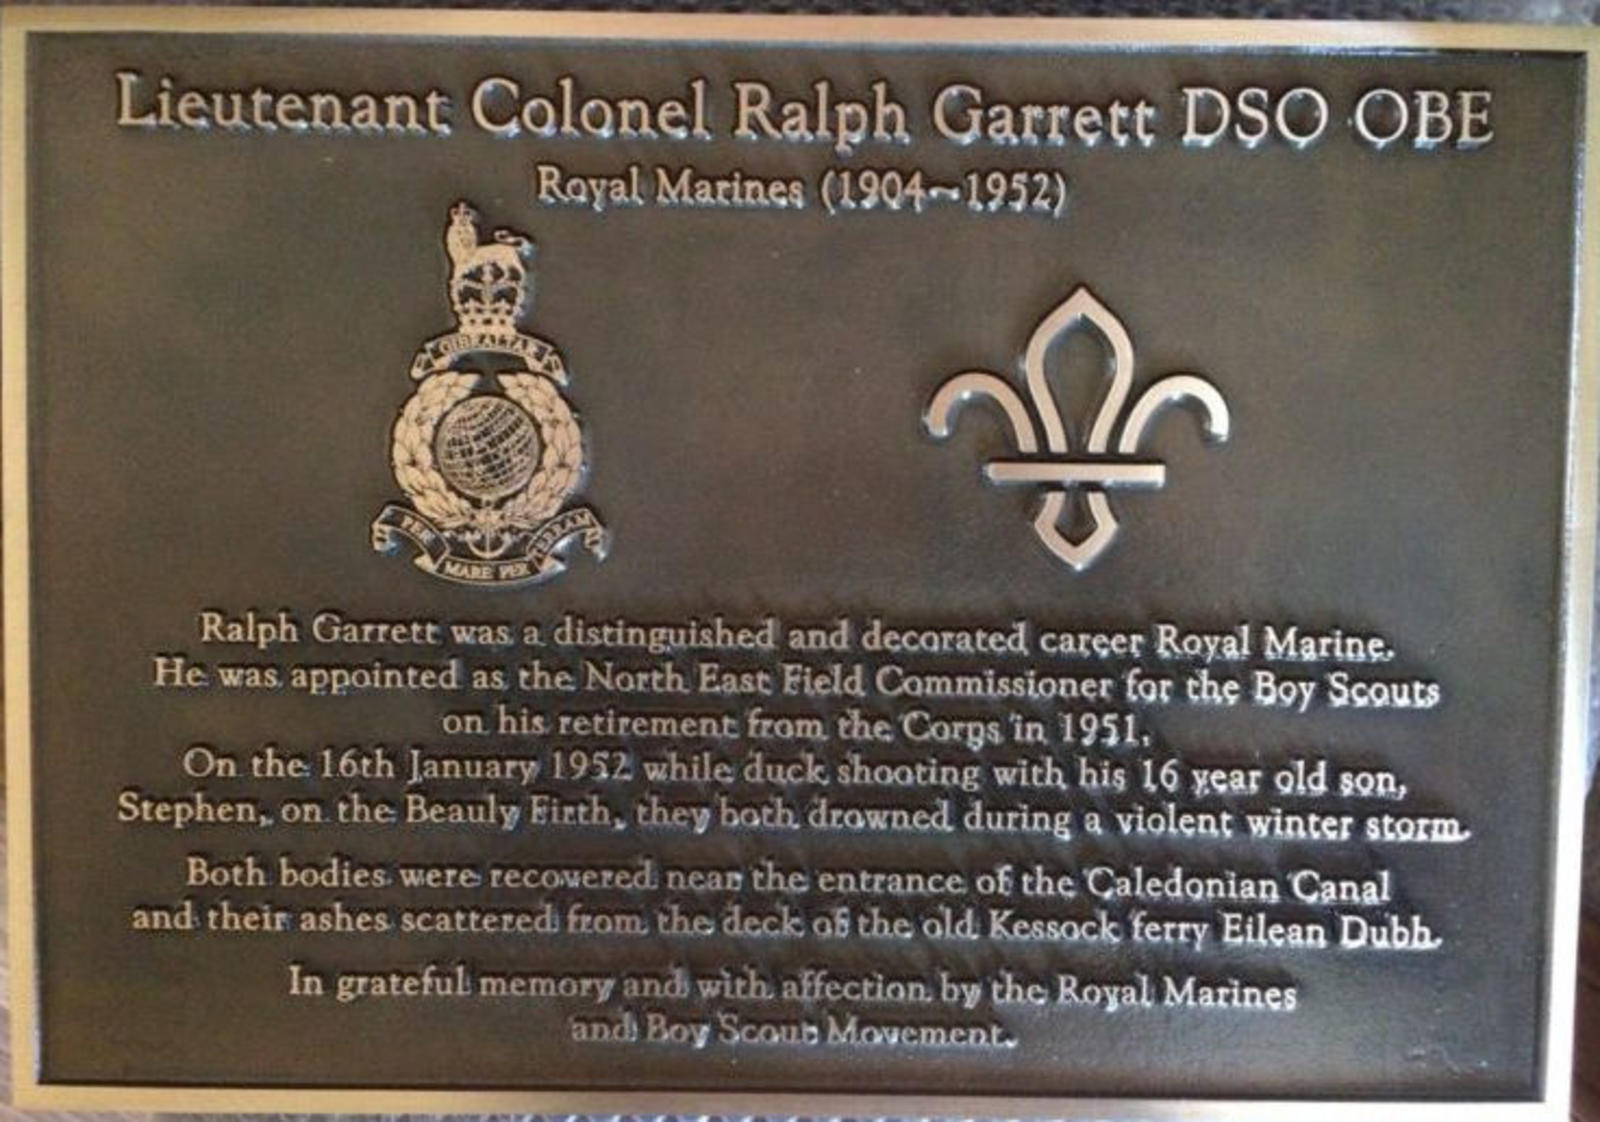 Lieutenant Colonel Ralph Garrett DSO OBE
Royal Marines (1904~1952)
GIBRALTAR
PER
MARE PER
TERRAM
Ralph Garrett was a distinguished and decorated career Royal Marine.
He was appointed as the North East Field Commissioner for the Boy Scouts
on his retirement from the Corps in 1951.
On the 16th January 1952 while duck shooting with his 16 year old son,
Stephen, on the Beauly Firth, they both drowned during a violent winter storm.
Both bodies were recovered near the entrance of the Caledonian Canal
and their ashes scattered from the deck of the old Kessock ferry Eilean Dubh.
In grateful memory and with affection by the Royal Marines
and Boy Scout Movement.